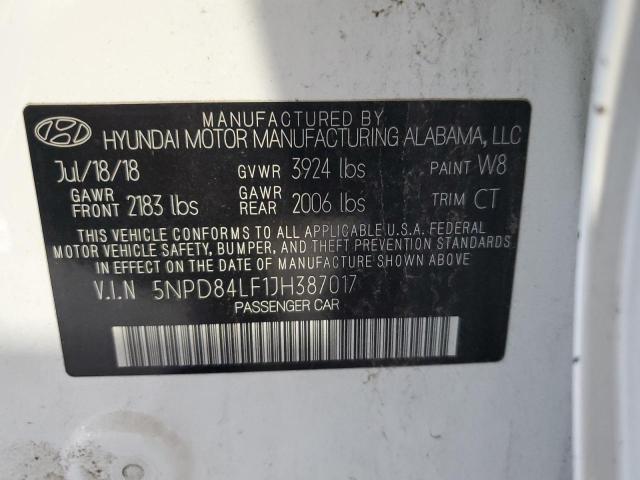 MANUFACTURED BY
HYUNDAI MOTOR MANUFACTURING ALABAMA, LLC
Jul/18/18 GVWR 3924 lbs PAINT W8
GAWR FRONT 2183 lbs GAWR REAR 2006 lbs TRIM CT
THIS VEHICLE CONFORMS TO ALL APPLICABLE U.S.A. FEDERAL
MOTOR VEHICLE SAFETY, BUMPER, AND THEFT PREVENTION STANDARDS
IN EFFECT ON THE DATE OF MANUFACTURE SHOWN ABOVE.
V.I.N 5NPD84LF1JH387017
PASSENGER CAR